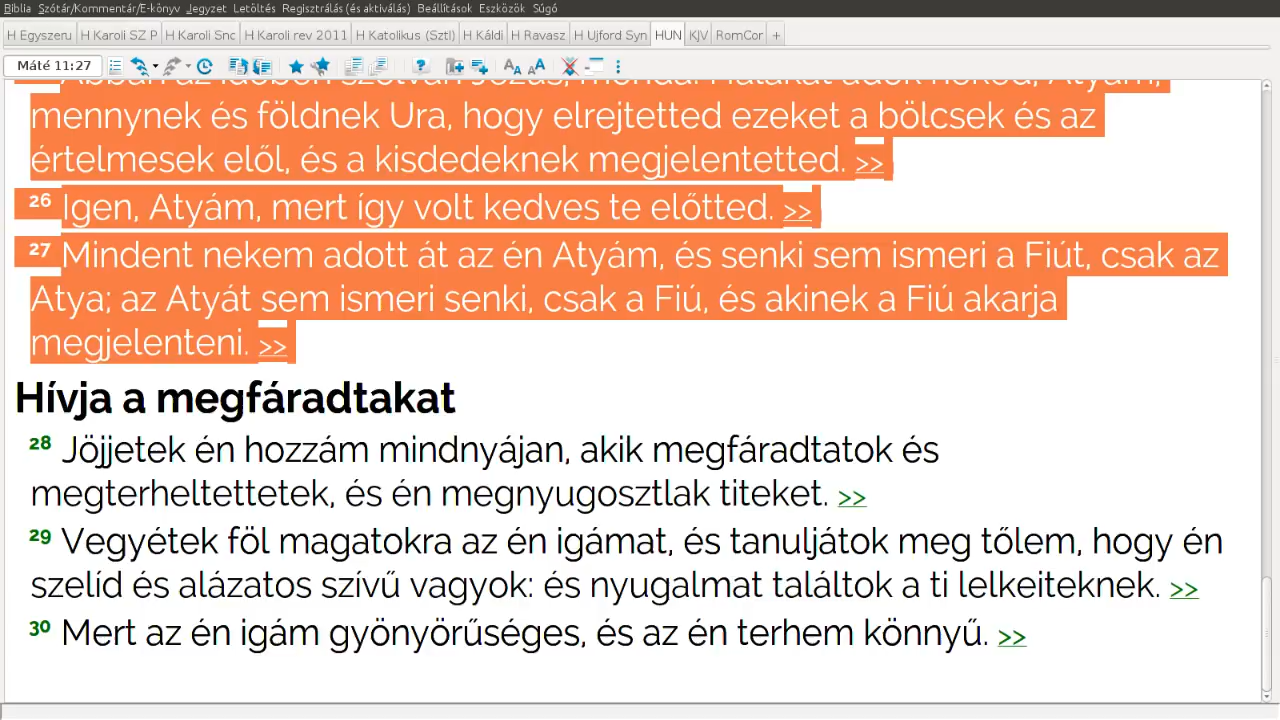 Biblia Szótár/Kommentár/E-könyv Jegyzet Letöltés Regisztrálás (és aktiválás) Beállítások Eszközök Súgó
H Egyszeru H Karoli SZ P H Karoli Snc H Karoli rev 2011 H Katolikus (Sztl) H Káldi H Ravasz H Ujford Syn HUN KJV RomCor +
Máté 11:27
mennynek és földnek Ura, hogy elrejtetted ezeket a bölcsek és az
értelmesek elől, és a kisdedeknek megjelentetted. >>
26 Igen, Atyám, mert így volt kedves te előtted. >>
27 Mindent nekem adott át az én Atyám, és senki sem ismeri a Fiút, csak az
Atya; az Atyát sem ismeri senki, csak a Fiú, és akinek a Fiú akarja
megjelenteni. >>
Hívja a megfáradtakat
28 Jöjjetek én hozzám mindnyájan, akik megfáradtatok és
megterheltettetek, és én megnyugosztlak titeket. >>
29 Vegyétek föl magatokra az én igámat, és tanuljátok meg tőlem, hogy én
szelíd és alázatos szívű vagyok: és nyugalmat találtok a ti lelkeiteknek. >>
30 Mert az én igám gyönyörűséges, és az én terhem könnyű. >>